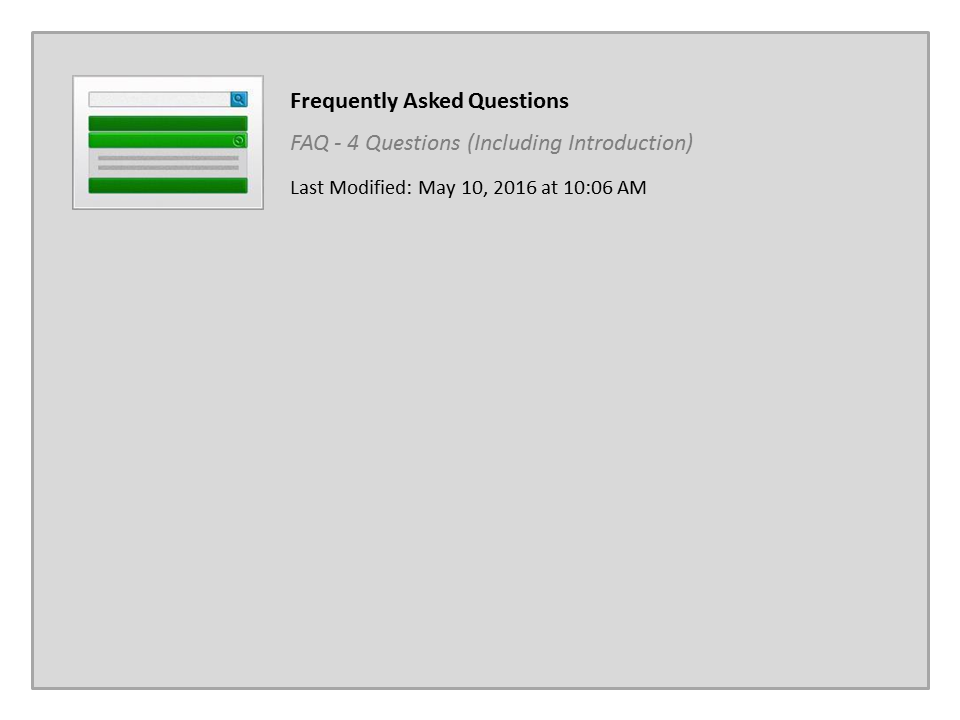 Frequently Asked Questions
FAQ - 4 Questions (Including Introduction)
Last Modified: May 10, 2016 at 10:06 AM